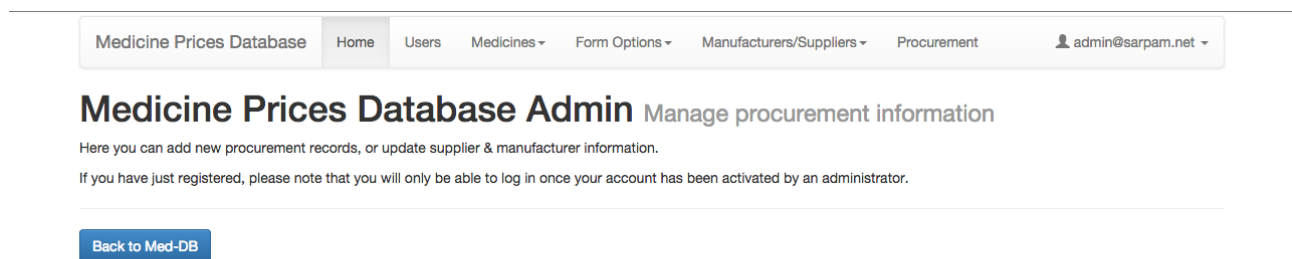 Medicine Prices Database Home Users Medicines Form Options Manufacturers/Suppliers Procurement admin@sarpam.net
Medicine Prices Database Admin Manage procurement information
Here you can add new procurement records, or update supplier & manufacturer information.
If you have just registered, please note that you will only be able to log in once your account has been activated by an administrator.
Back to Med-DB